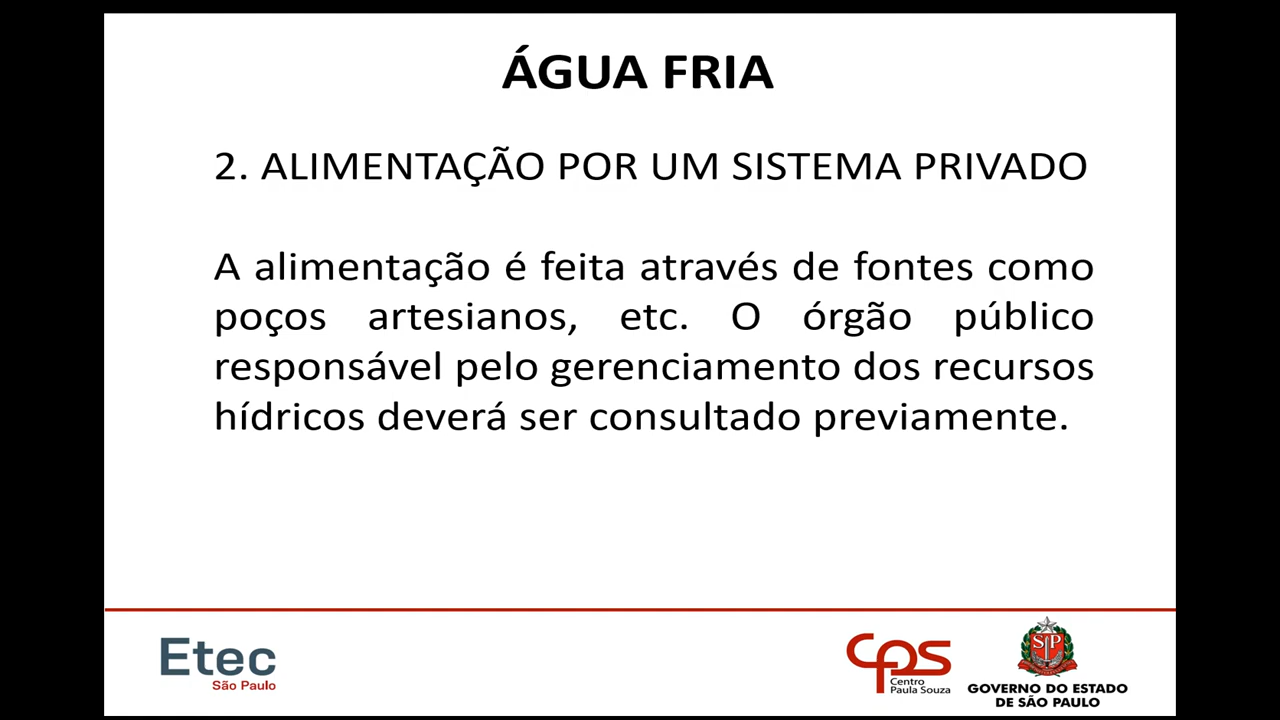 ÁGUA FRIA
2. ALIMENTAÇÃO POR UM SISTEMA PRIVADO
A alimentação é feita através de fontes como
poços artesianos, etc. O órgão público
responsável pelo gerenciamento dos recursos
hídricos deverá ser consultado previamente.
Etec
São Paulo
cps
Centro
Paula Souza
SP
GOVERNO DO ESTADO
DE SÃO PAULO